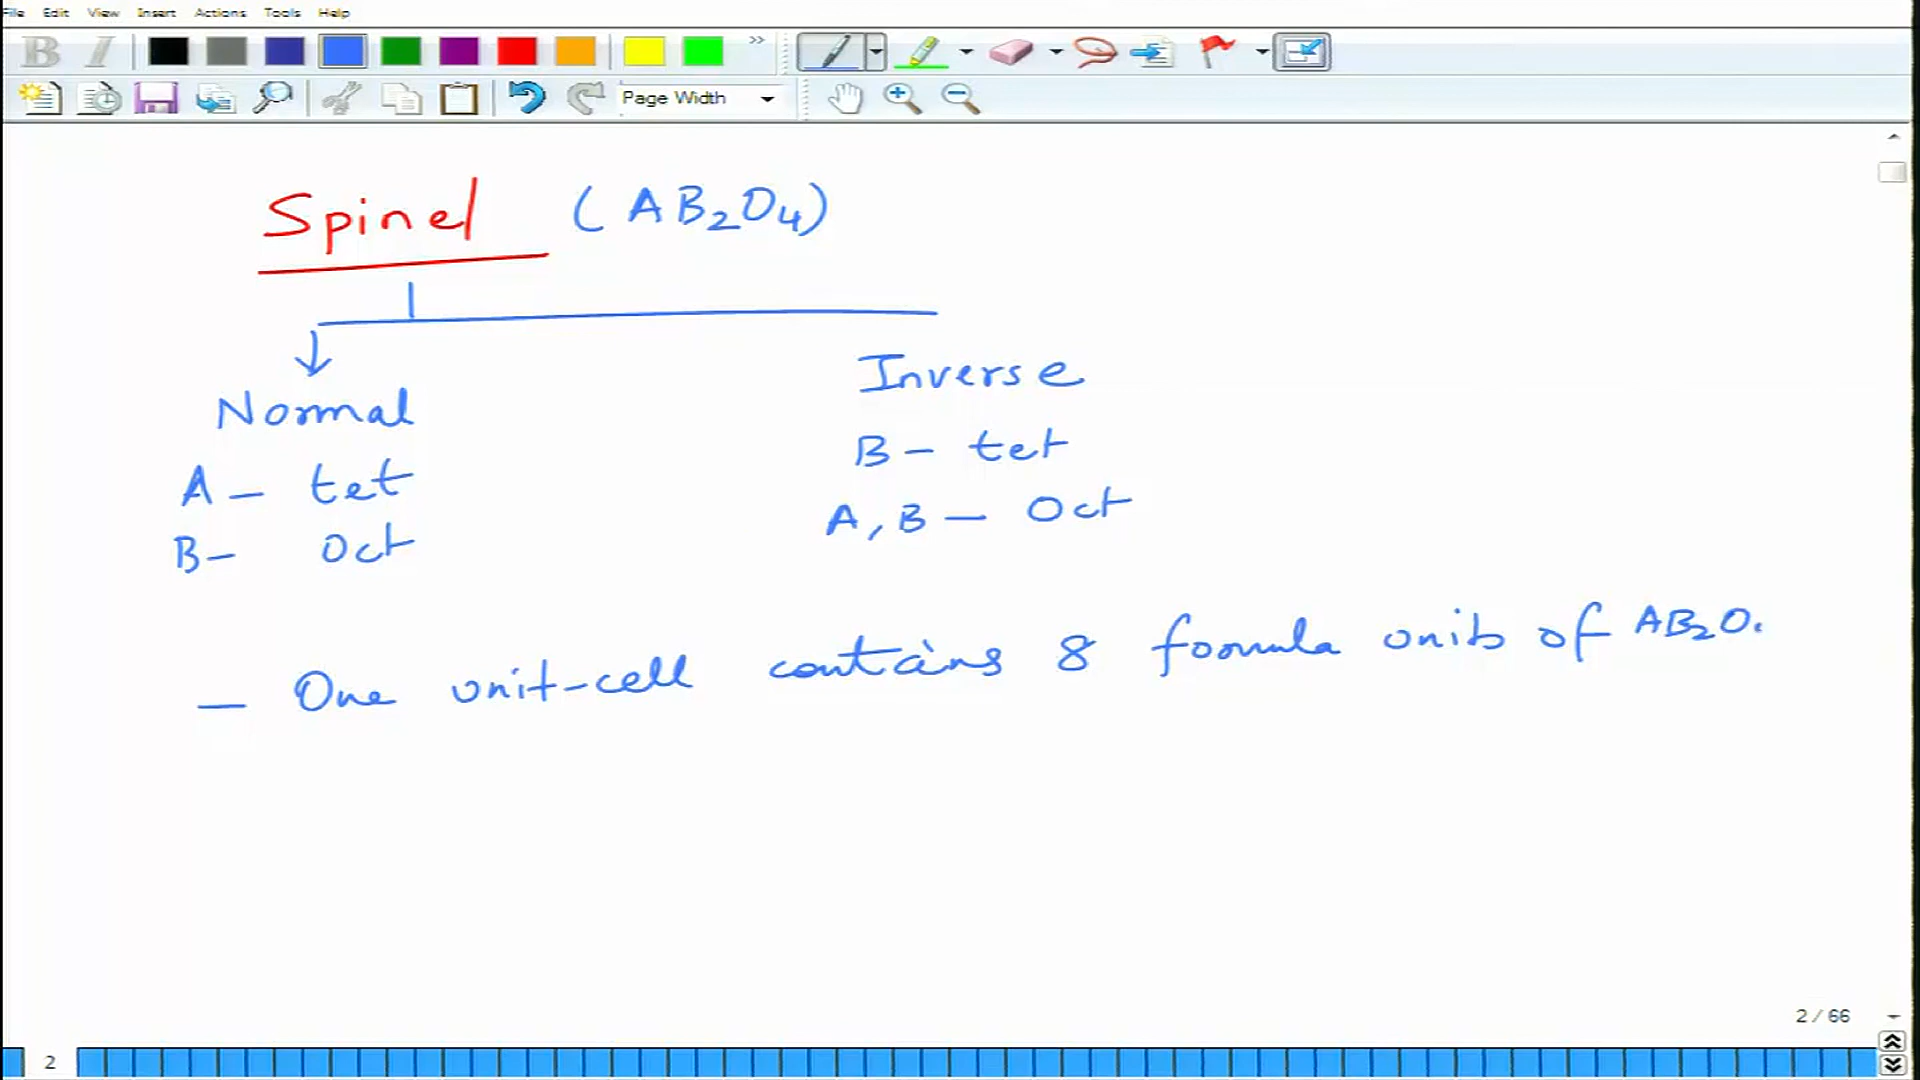 File Edit View Insert Actions Tools Help
B I
Page Width
Spinel (AB₂O₄)
Normal
Inverse
A - tet
B - tet
B - Oct
A, B - Oct
- One unit-cell contains 8 formula units of AB₂O.
2 / 66
2